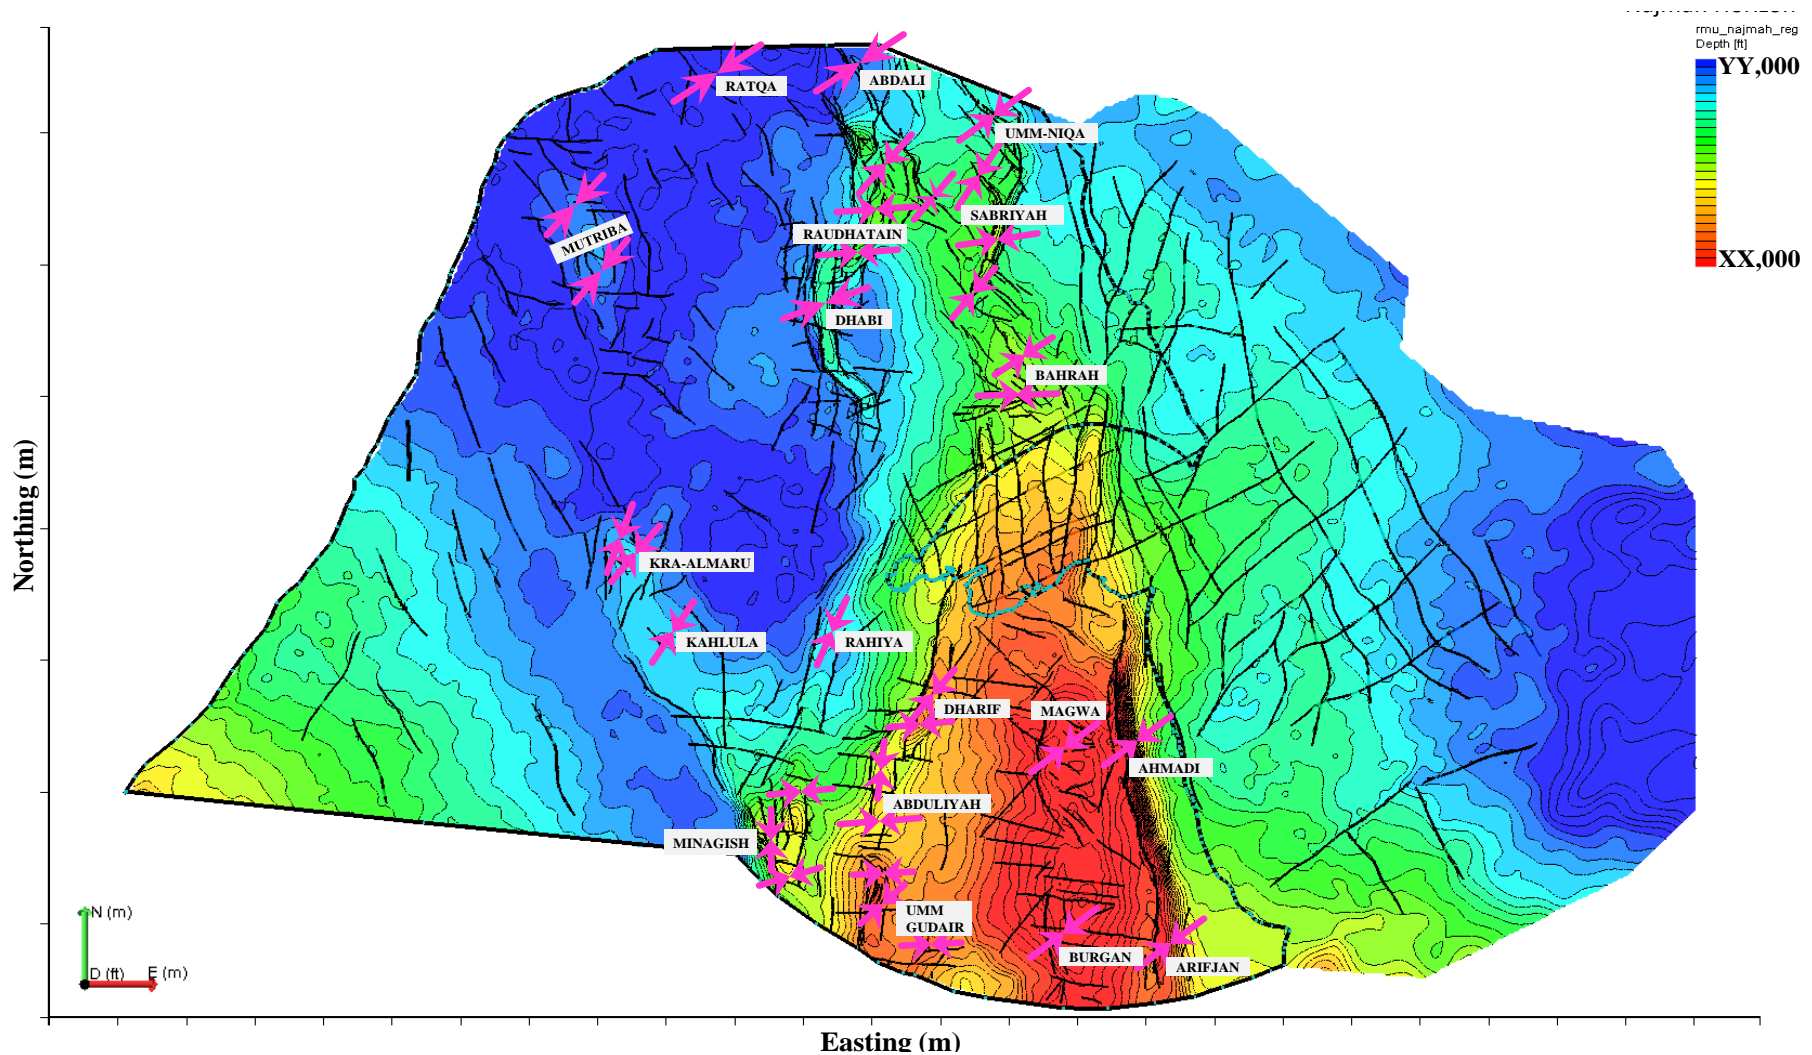 rmu_najmah_reg
Depth [ft]
YY,000
XX,000
RATQA
ABDALI
UMM-NIQA
MUTRIBA
SABRIYAH
RAUDHATAIN
DHABI
BAHRAH
KRA-ALMARU
KAHLULA
RAHIYA
DHARIF
MAGWA
AHMADI
ABDULIYAH
MINAGISH
UMM
GUDAIR
BURGAN
ARIFJAN
N (m)
D (ft)
E (m)
Northing (m)
Easting (m)